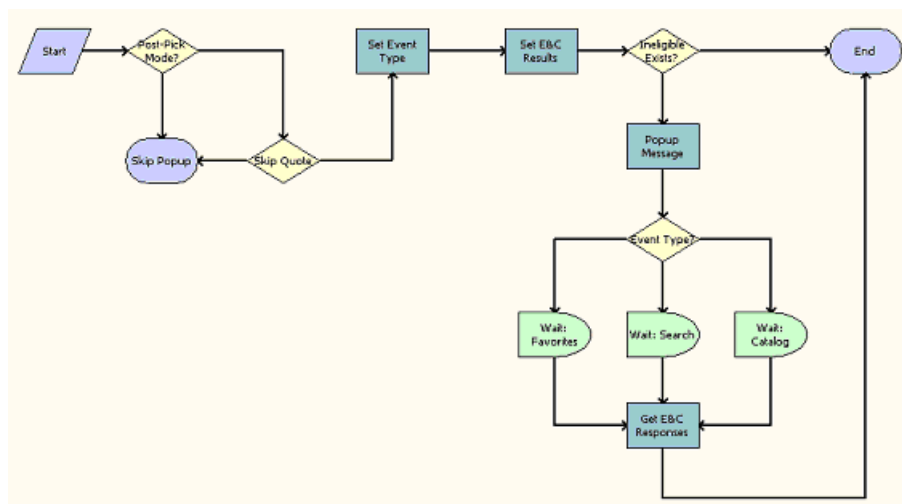 Start
Post-Pick
Mode?
Set Event
Type
Set E&C
Results
Ineligible
Exists?
End
Skip Popup
Skip Quote
Popup
Message
Event Type?
Wait:
Favorites
Wait: Search
Wait:
Catalog
Get E&C
Responses